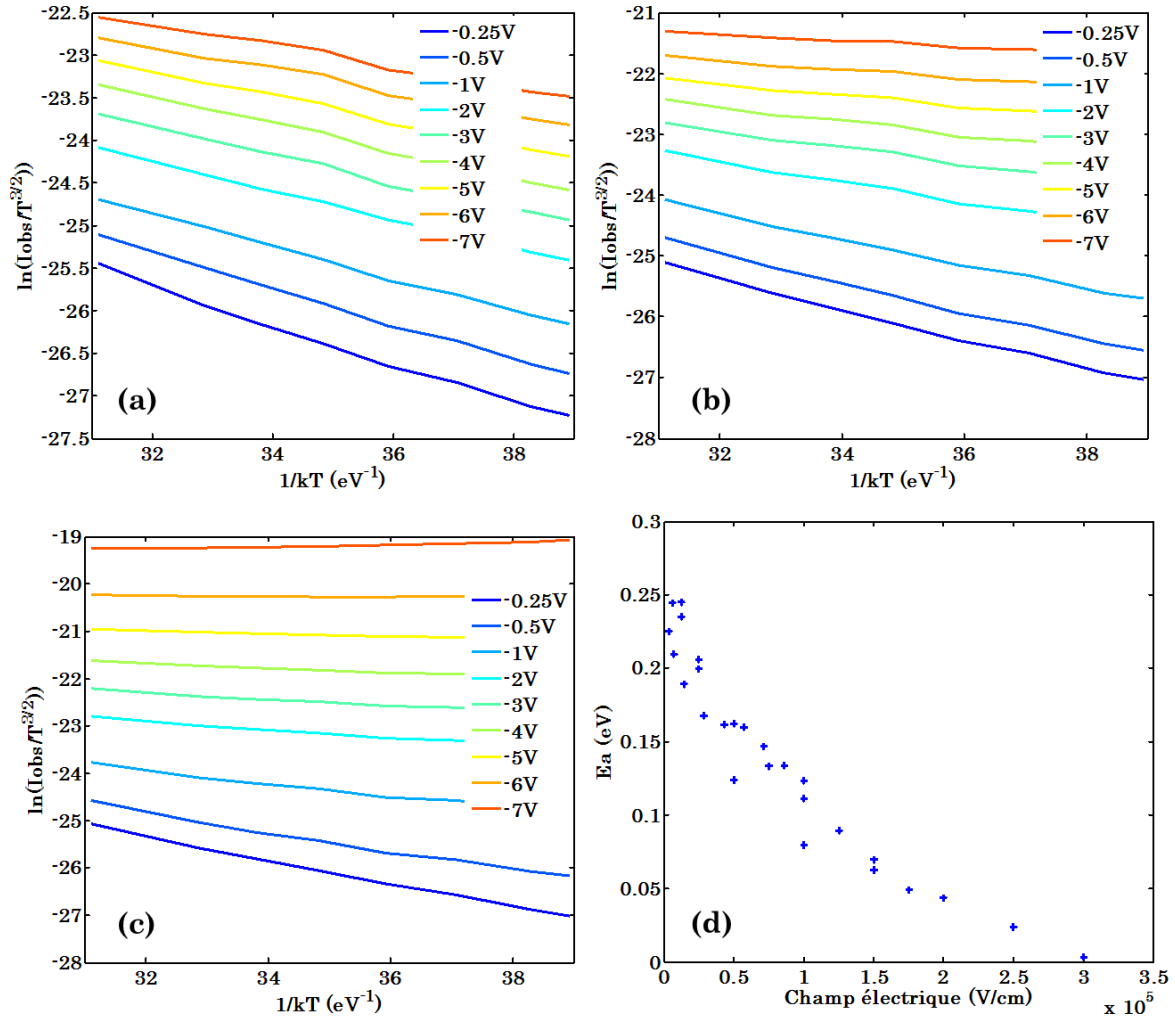 -22.5
-23
-23.5
-24
-24.5
-25
-25.5
-26
-26.5
-27
-27.5
ln(Iobs/T^3/2))
-0.25V
-0.5V
-1V
-2V
-3V
-4V
-5V
-6V
-7V
(a)
32
34
36
38
1/kT (eV^-1)
-21
-22
-23
-24
-25
-26
-27
-28
ln(Iobs/T^3/2))
-0.25V
-0.5V
-1V
-2V
-3V
-4V
-5V
-6V
-7V
(b)
32
34
36
38
1/kT (eV^-1)
-19
-20
-21
-22
-23
-24
-25
-26
-27
-28
ln(Iobs/T^3/2))
-0.25V
-0.5V
-1V
-2V
-3V
-4V
-5V
-6V
-7V
(c)
32
34
36
38
1/kT (eV^-1)
0.3
0.25
0.2
0.15
0.1
0.05
0
Ea (eV)
(d)
0
0.5
1
1.5
2
2.5
3
3.5
Champ électrique (V/cm)
x 10^5